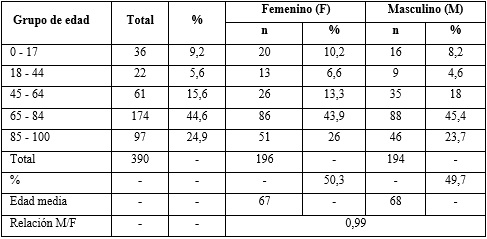 Grupo de edad Total % Femenino (F) Masculino (M)
n % n %
0 - 17 36 9,2 20 10,2 16 8,2
18 - 44 22 5,6 13 6,6 9 4,6
45 - 64 61 15,6 26 13,3 35 18
65 - 84 174 44,6 86 43,9 88 45,4
85 - 100 97 24,9 51 26 46 23,7
Total 390 - 196 - 194 -
% - - - 50,3 - 49,7
Edad media - - 67 - 68 -
Relación M/F - - 0,99